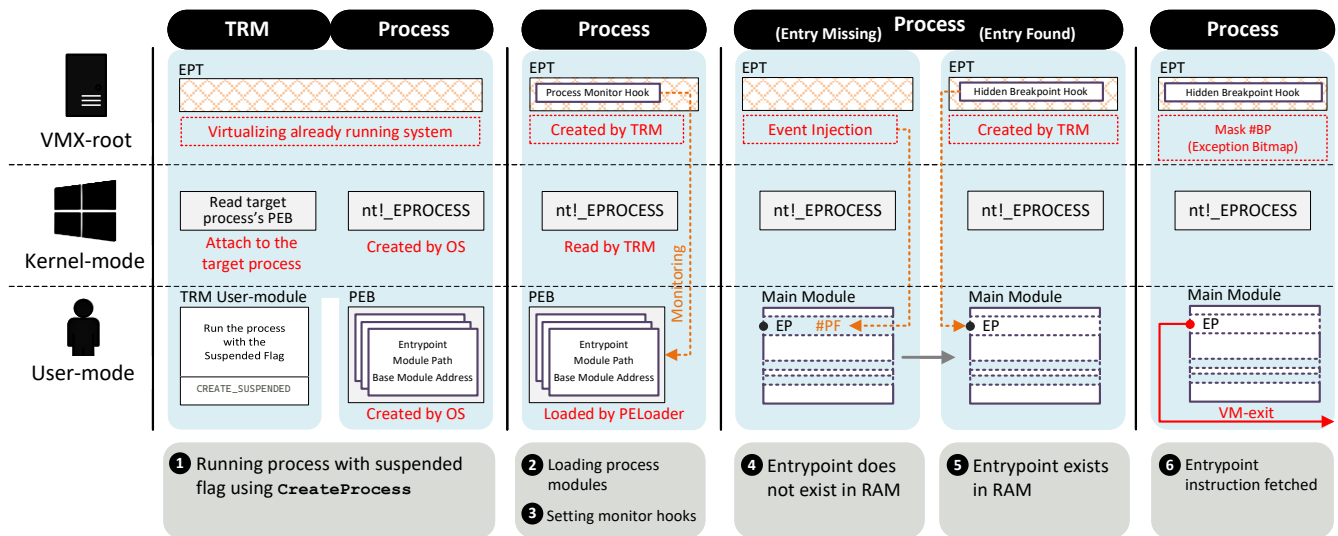 TRM
Process
Process
Process
(Entry Missing)
(Entry Found)
Process
VMX-root
EPT
Virtualizing already running system
EPT
Process Monitor Hook
Created by TRM
EPT
Event Injection
EPT
Hidden Breakpoint Hook
Created by TRM
EPT
Hidden Breakpoint Hook
Mask #BP
(Exception Bitmap)
Kernel-mode
Read target
process's PEB
Attach to the
target process
nt!_EPROCESS
Created by OS
nt!_EPROCESS
Read by TRM
Monitoring
nt!_EPROCESS
nt!_EPROCESS
nt!_EPROCESS
User-mode
TRM User-module
Run the process
with the
Suspended Flag
CREATE_SUSPENDED
PEB
Entrypoint
Module Path
Base Module Address
Created by OS
PEB
Entrypoint
Module Path
Base Module Address
Loaded by PELoader
Main Module
EP
#PF
Main Module
EP
Main Module
EP
VM-exit
1 Running process with suspended
flag using CreateProcess
2 Loading process
modules
3 Setting monitor hooks
4 Entrypoint does
not exist in RAM
5 Entrypoint exists
in RAM
6 Entrypoint
instruction fetched